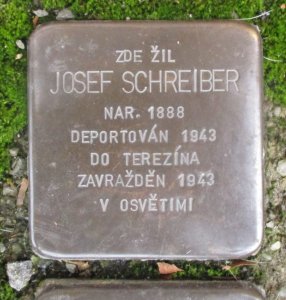 ZDE ŽIL
JOSEF SCHREIBER
NAR. 1888
DEPORTOVÁN 1943
DO TEREZÍNA
ZAVRAŽDĚN 1943
V OSVĚTIMI